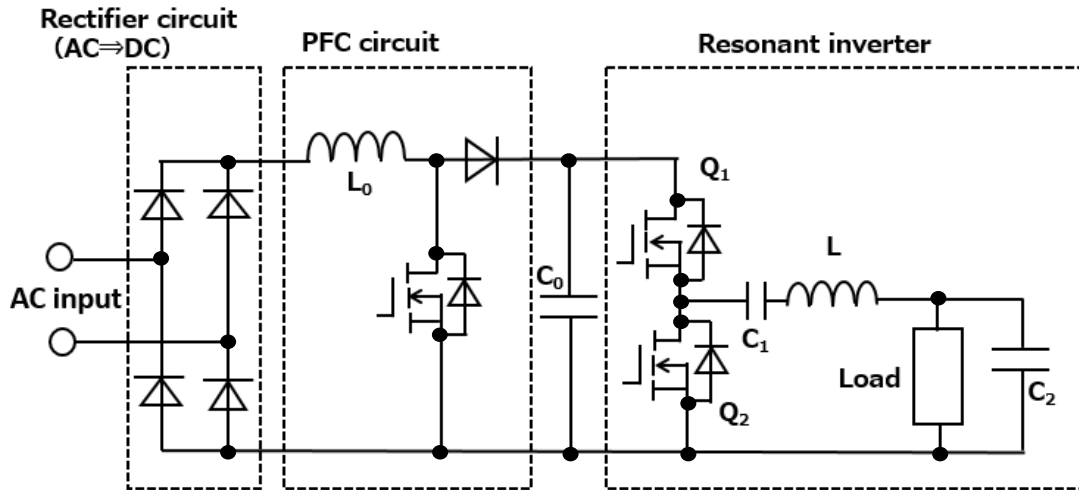 Rectifier circuit
（AC⇒DC）
PFC circuit
Resonant inverter
L₀
Q₁
AC input
C₀
L
C₁
Load
C₂
Q₂